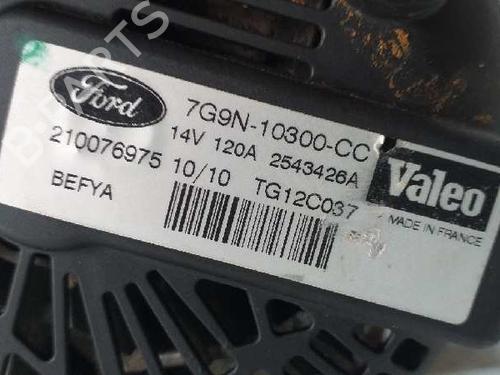 Ford
7G9N-10300-CC
14V 120A 2543426A
210076975 10/10 TG12C037
BEFYA
Valeo
MADE IN FRANCE